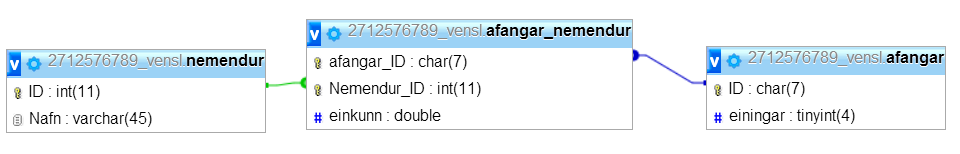 v 2712576789_vensl.nemendur
ID : int(11)
Nafn : varchar(45)
v 2712576789_vensl.afangar_nemendur
afangar_ID : char(7)
Nemendur_ID : int(11)
# einkunn : double
v 2712576789_vensl.afangar
ID : char(7)
# einingar : tinyint(4)